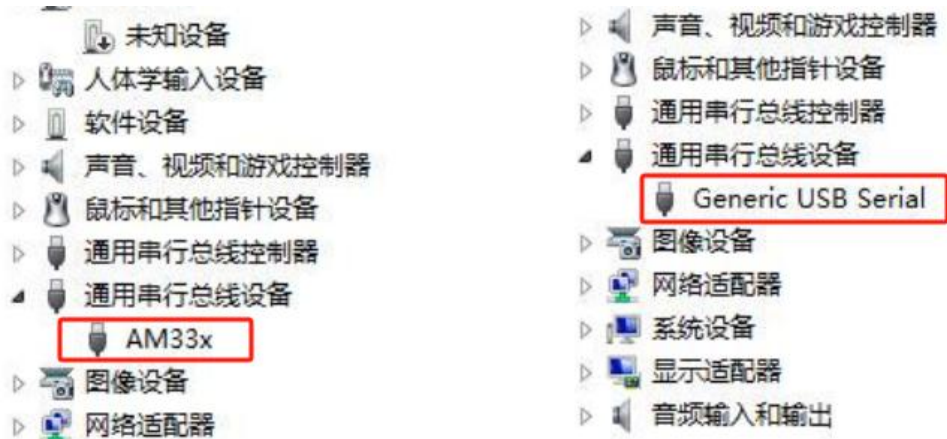 未知设备
人体学输入设备
软件设备
声音、视频和游戏控制器
鼠标和其他指针设备
通用串行总线控制器
通用串行总线设备
AM33x
图像设备
网络适配器
声音、视频和游戏控制器
鼠标和其他指针设备
通用串行总线控制器
通用串行总线设备
Generic USB Serial
图像设备
网络适配器
系统设备
显示适配器
音频输入和输出